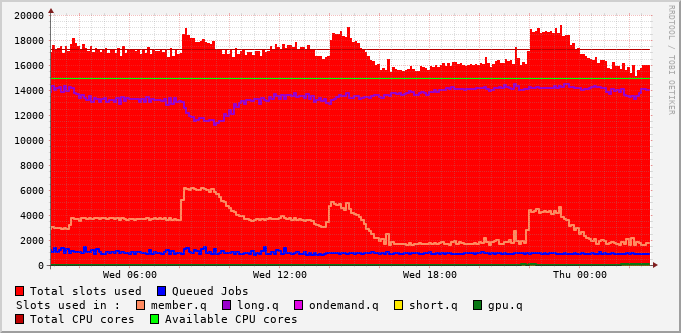 20000
18000
16000
14000
12000
10000
8000
6000
4000
2000
0
Wed 06:00 Wed 12:00 Wed 18:00 Thu 00:00
Total slots used Queued Jobs
Slots used in : member.q long.q ondemand.q short.q gpu.q
Total CPU cores Available CPU cores
RRDTOOL / TOBI OETIKER